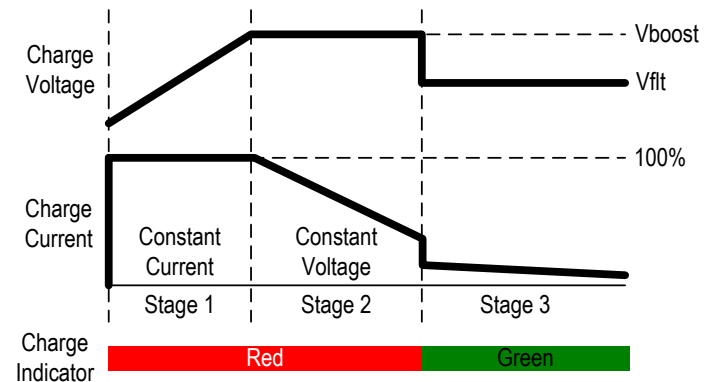 Charge
Voltage
Vboost
Vflt
100%
Charge
Current
Constant
Current
Constant
Voltage
Stage 1
Stage 2
Stage 3
Charge
Indicator
Red
Green